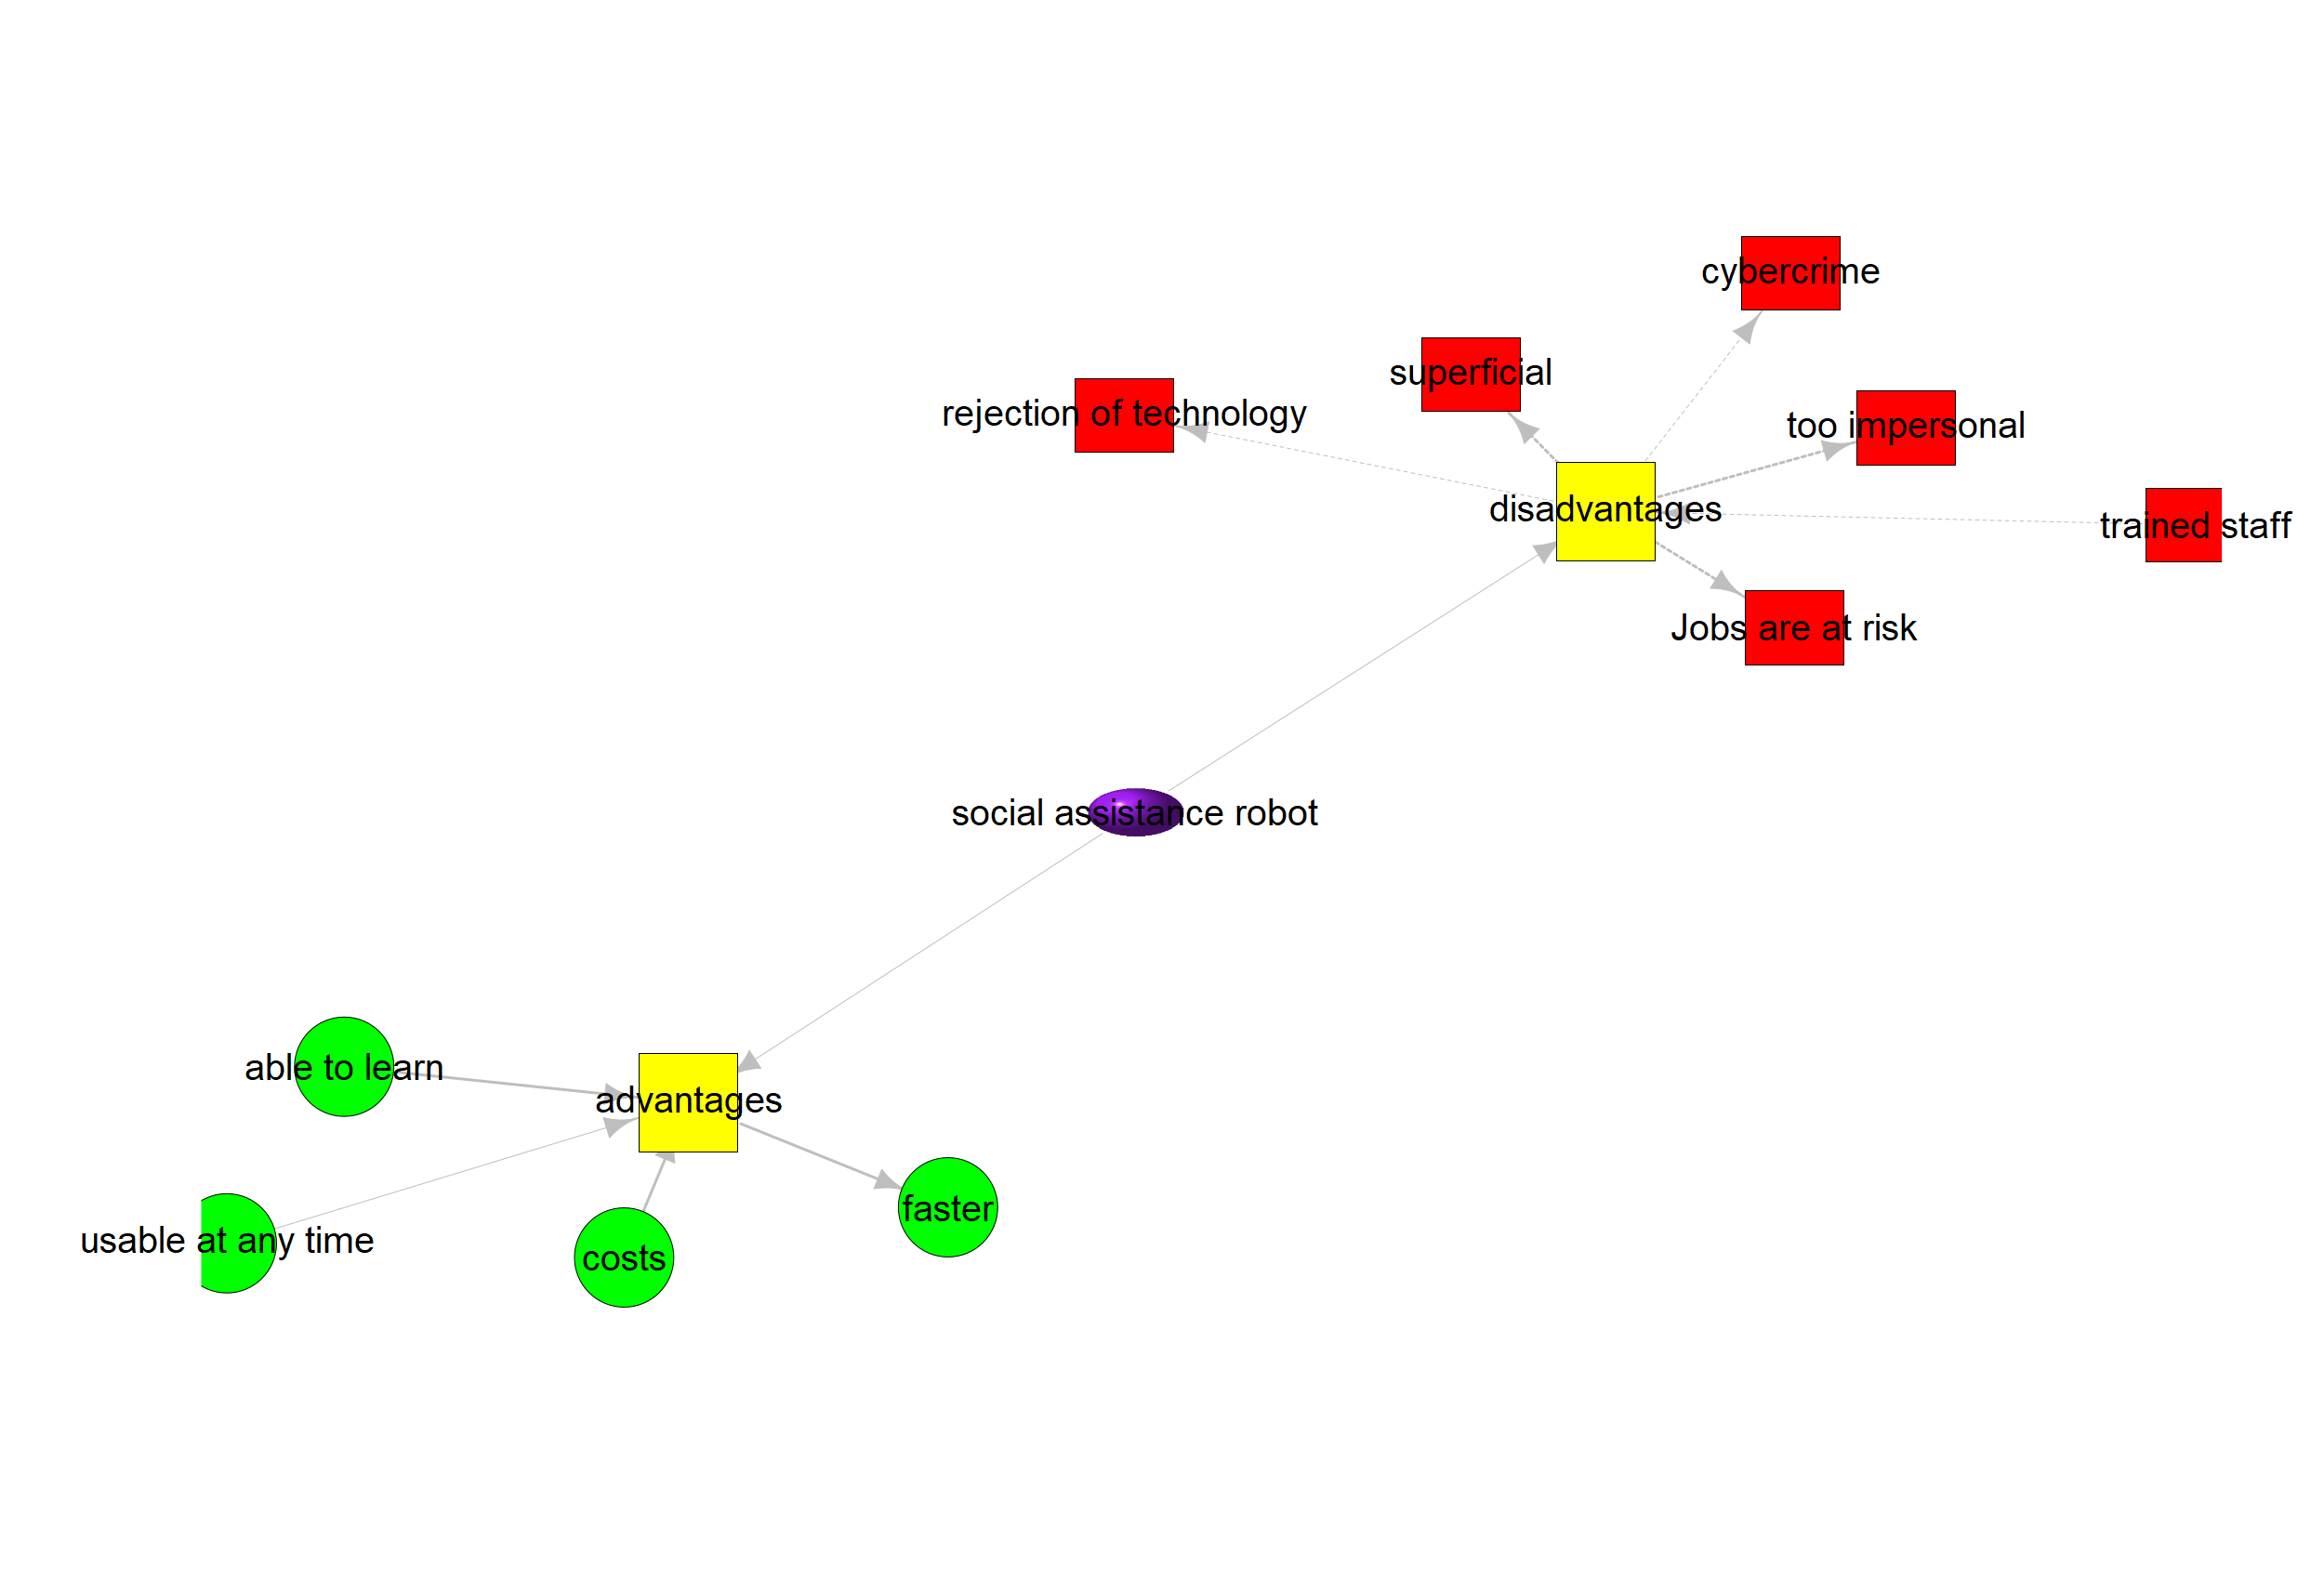 cybercrime
superficial
rejection of technology
too impersonal
disadvantages
trained staff
Jobs are at risk
social assistance robot
able to learn
advantages
faster
usable at any time
costs